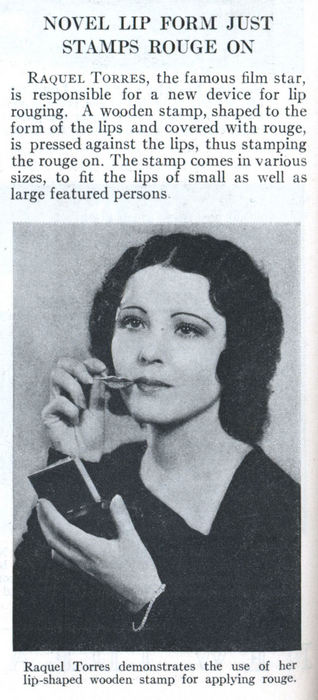 NOVEL LIP FORM JUST
STAMPS ROUGE ON
RAQUEL TORRES, the famous film star,
is responsible for a new device for lip
rouging. A wooden stamp, shaped to the
form of the lips and covered with rouge,
is pressed against the lips, thus stamping
the rouge on. The stamp comes in various
sizes, to fit the lips of small as well as
large featured persons.
Raquel Torres demonstrates the use of her
lip-shaped wooden stamp for applying rouge.